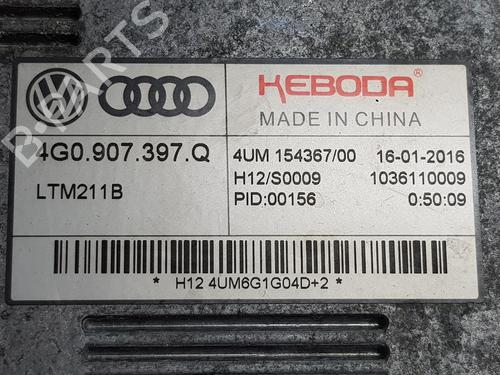 KEBODA®
MADE IN CHINA
4G0.907.397.Q
LTM211B
4UM 154367/00 16-01-2016
H12/S0009 1036110009
PID:00156 0:50:09
* H12 4UM6G1G04D+2 *
B-PARTS